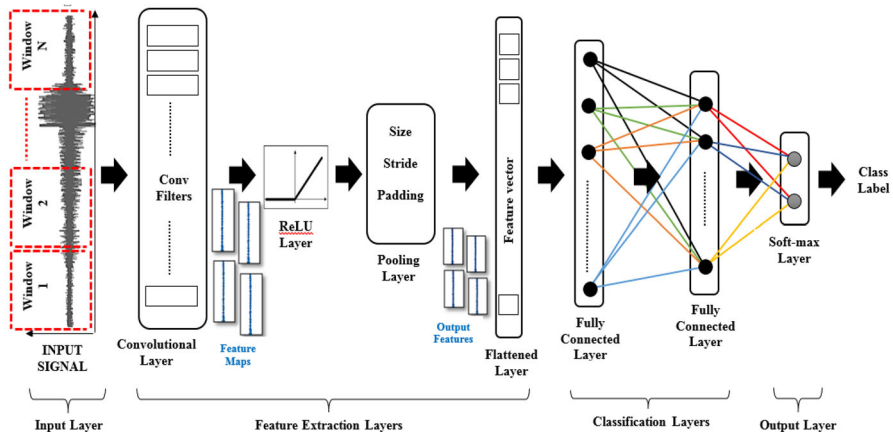 Window
N
Window
2
Window
1
INPUT
SIGNAL
Conv
Filters
Convolutional
Layer
Feature
Maps
ReLU
Layer
Size
Stride
Padding
Pooling
Layer
Output
Features
Feature vector
Flattened
Layer
Fully
Connected
Layer
Fully
Connected
Layer
Soft-max
Layer
Class
Label
Input Layer
Feature Extraction Layers
Classification Layers
Output Layer